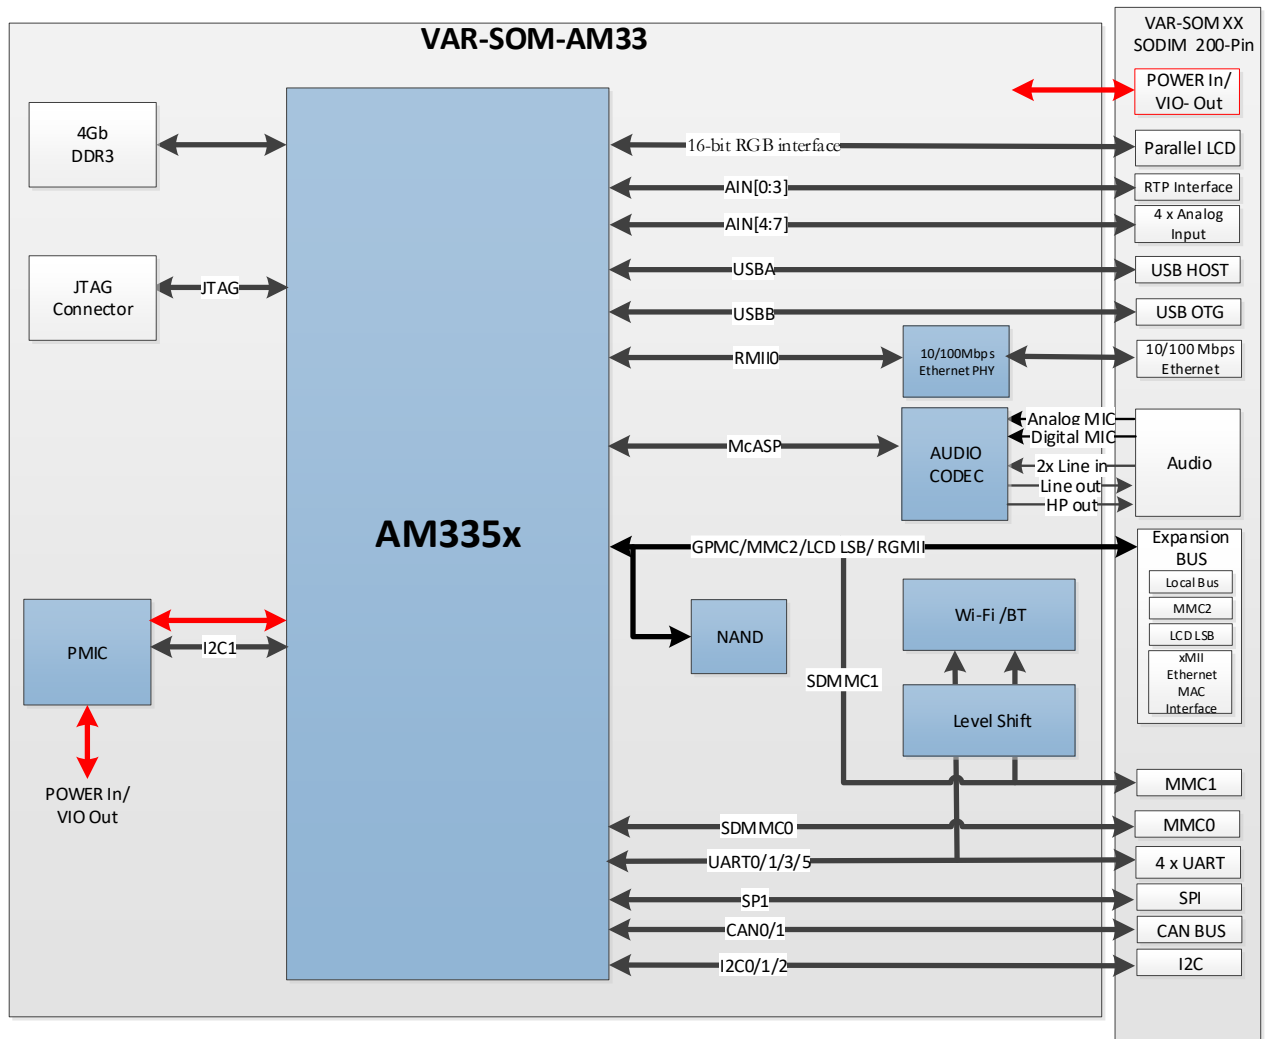 VAR-SOM-AM33
VAR-SOM XX
SODIM 200-Pin
POWER In/
VIO- Out
4Gb
DDR3
16-bit RGB interface
Parallel LCD
AIN[0:3]
RTP Interface
AIN[4:7]
4 x Analog
Input
JTAG
Connector
JTAG
USBA
USB HOST
USBB
USB OTG
RMII0
10/100Mbps
Ethernet PHY
10/100 Mbps
Ethernet
McASP
AUDIO
CODEC
Analog MIC
Digital MIC
2x Line in
Line out
HP out
Audio
AM335x
GPMC/MMC2/LCD LSB/ RGMII
Expansion
BUS
Local Bus
MMC2
LCD LSB
xMII
Ethernet
MAC
Interface
NAND
Wi-Fi /BT
PMIC
I2C1
SDMMC1
Level Shift
POWER In/
VIO Out
MMC1
SDMMC0
MMC0
UART0/1/3/5
4 x UART
SP1
SPI
CAN0/1
CAN BUS
I2C0/1/2
I2C